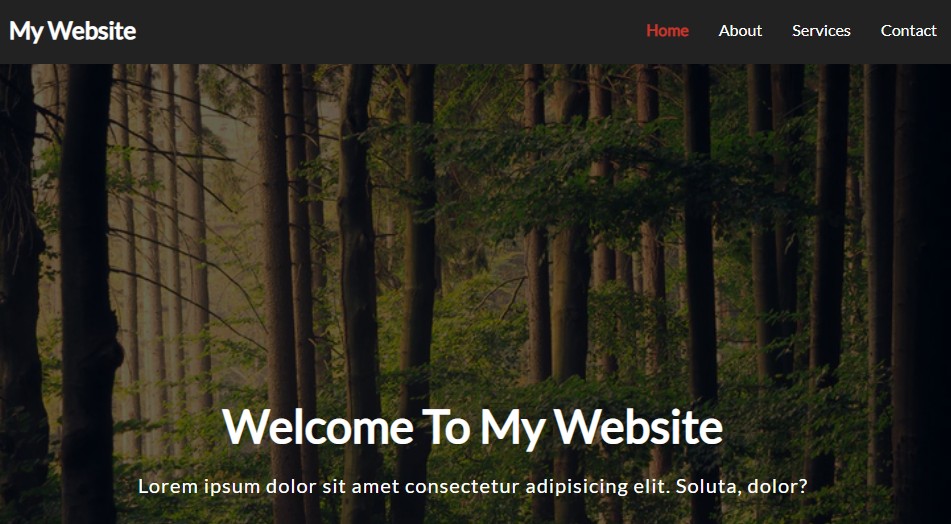 My Website
Home About Services Contact
Welcome To My Website
Lorem ipsum dolor sit amet consectetur adipisicing elit. Soluta, dolor?